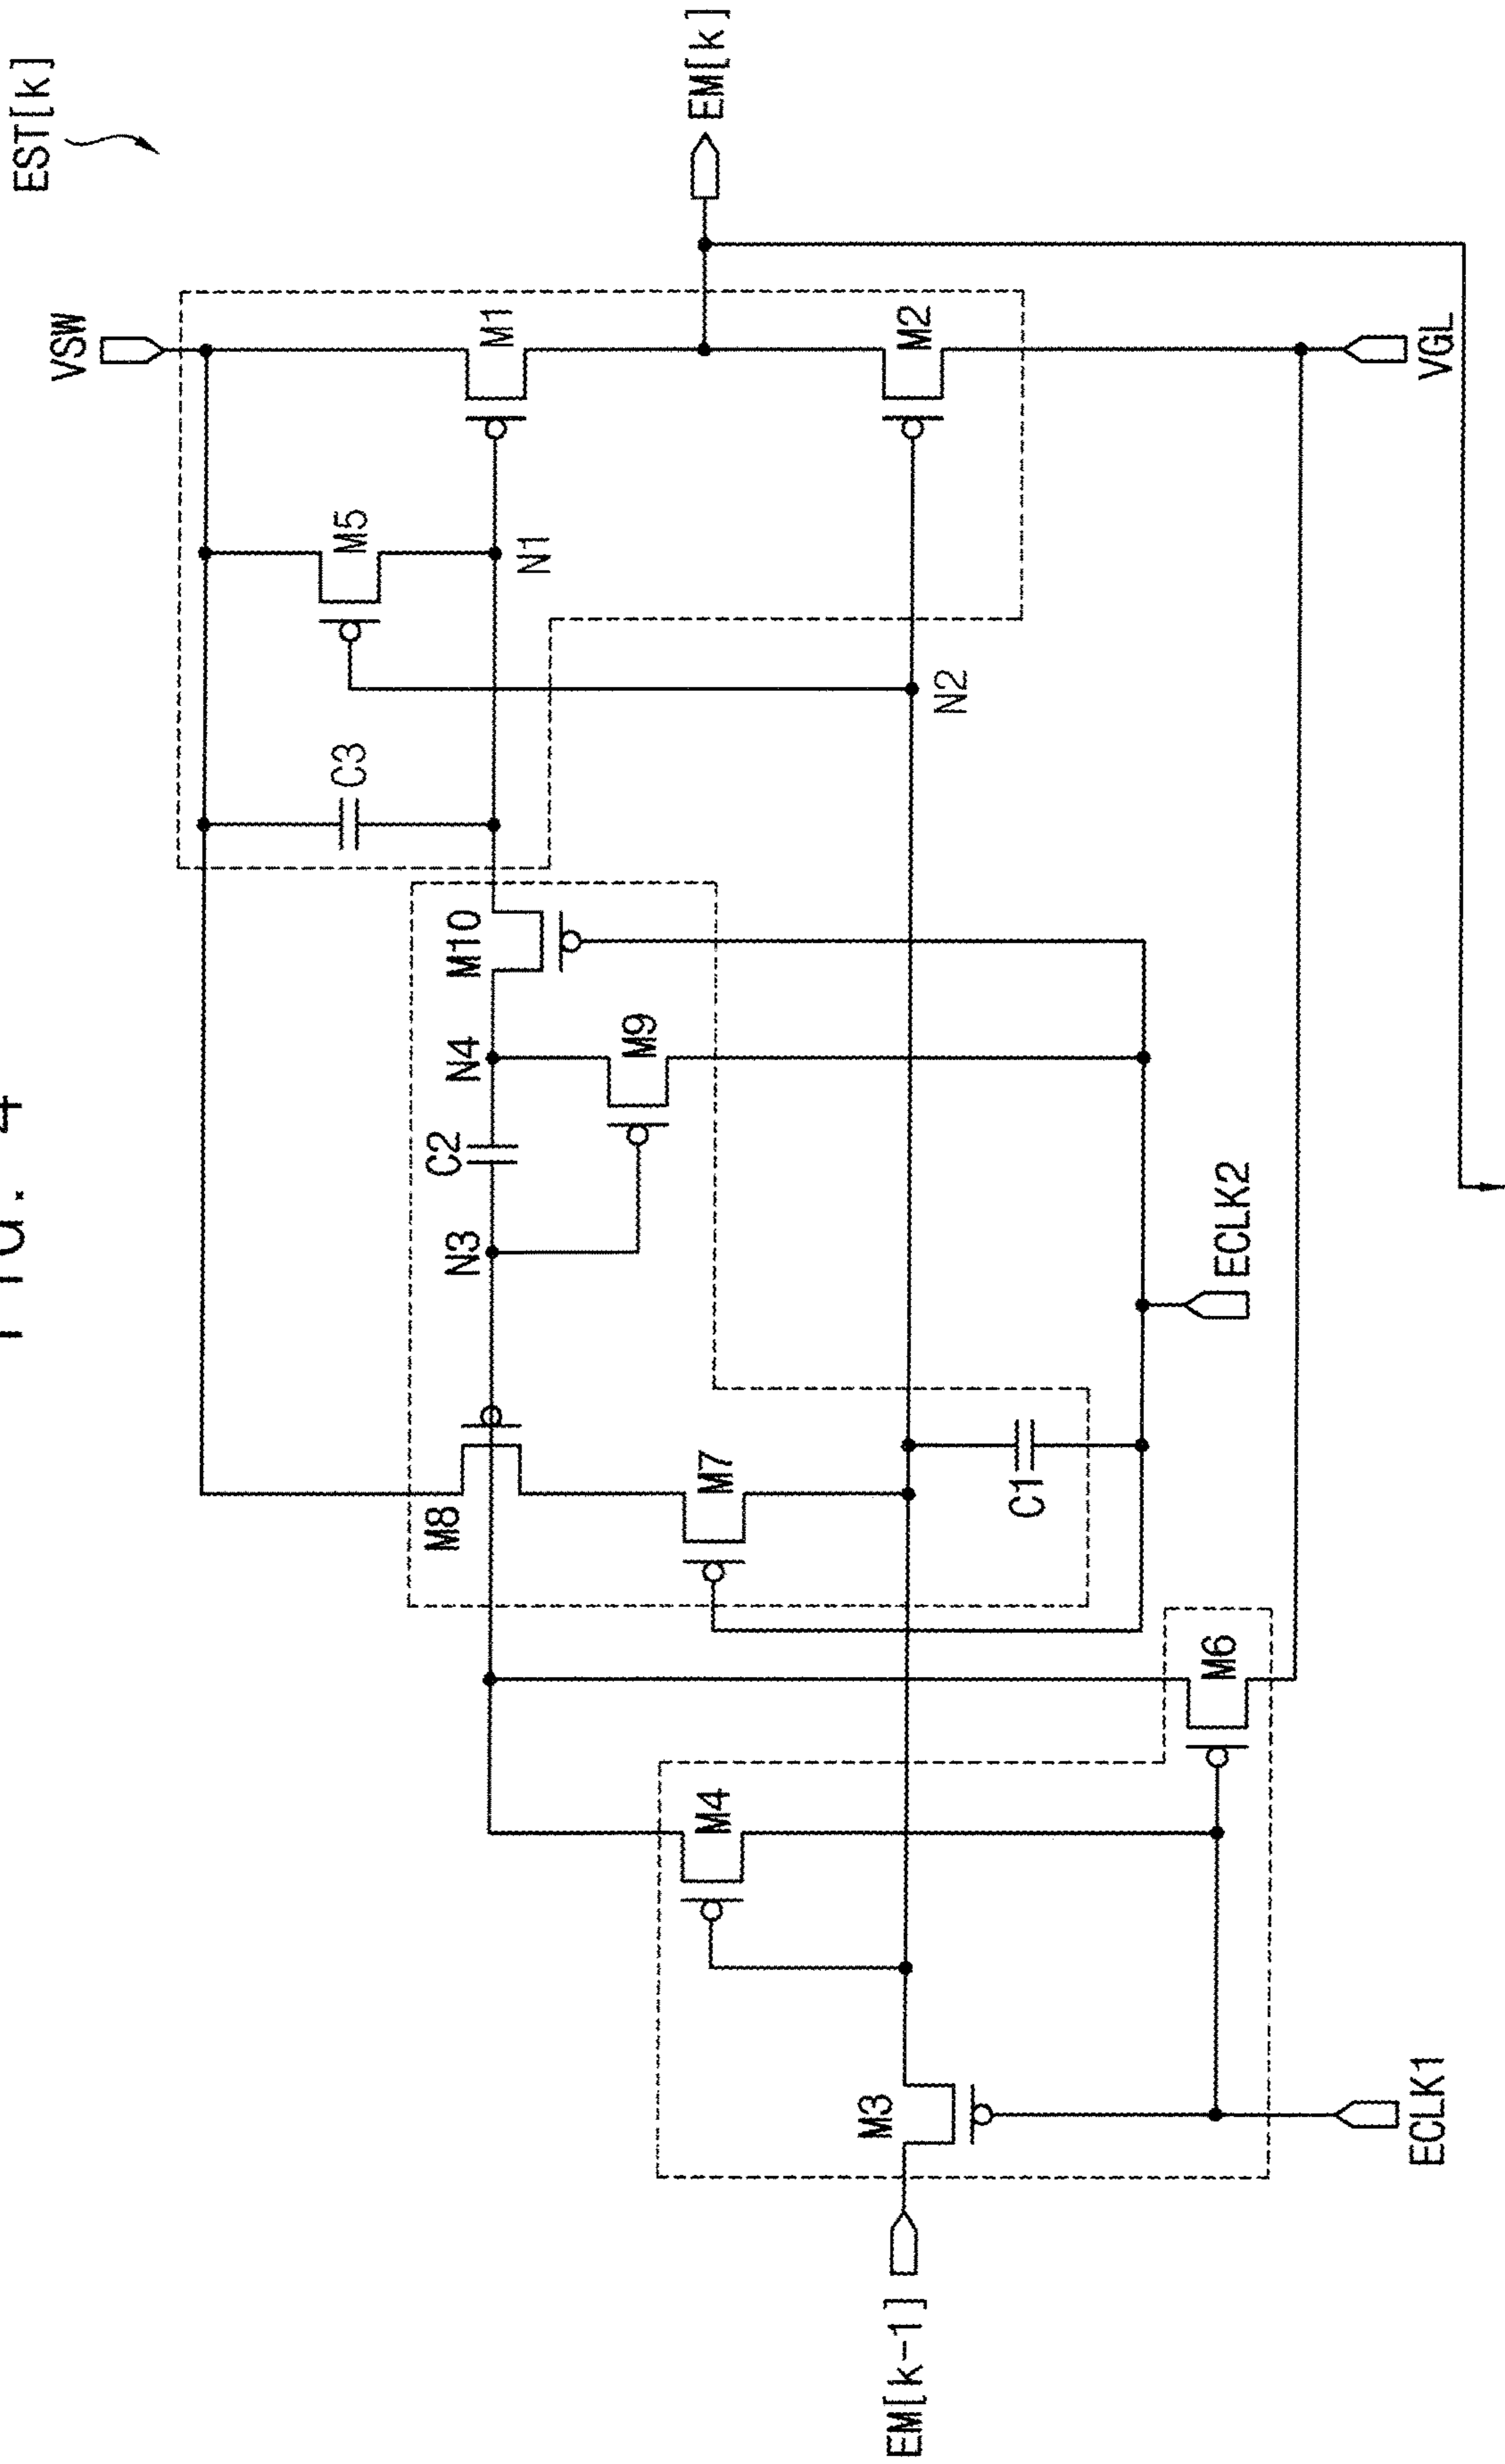 EST[k]
VSW
EM[k]
M1
M5
N1
M2
C3
N2
VGL
M10
N4
M9
C2
N3
ECLK2
M8
M7
C1
M6
M4
M3
EM[k-1]
ECLK1